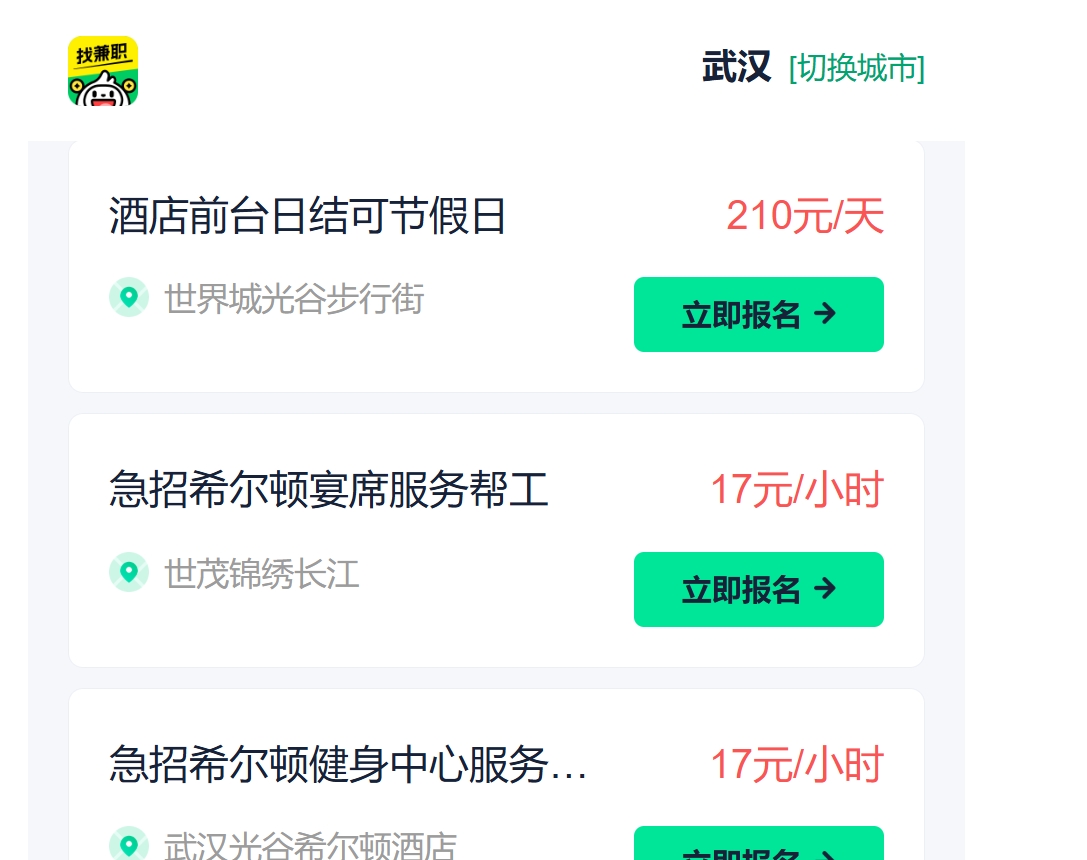 找兼职
武汉 [切换城市]
酒店前台日结可节假日 210元/天
世界城光谷步行街 立即报名
急招希尔顿宴席服务帮工 17元/小时
世茂锦绣长江 立即报名
急招希尔顿健身中心服务… 17元/小时
武汉光谷希尔顿酒店 立即报名